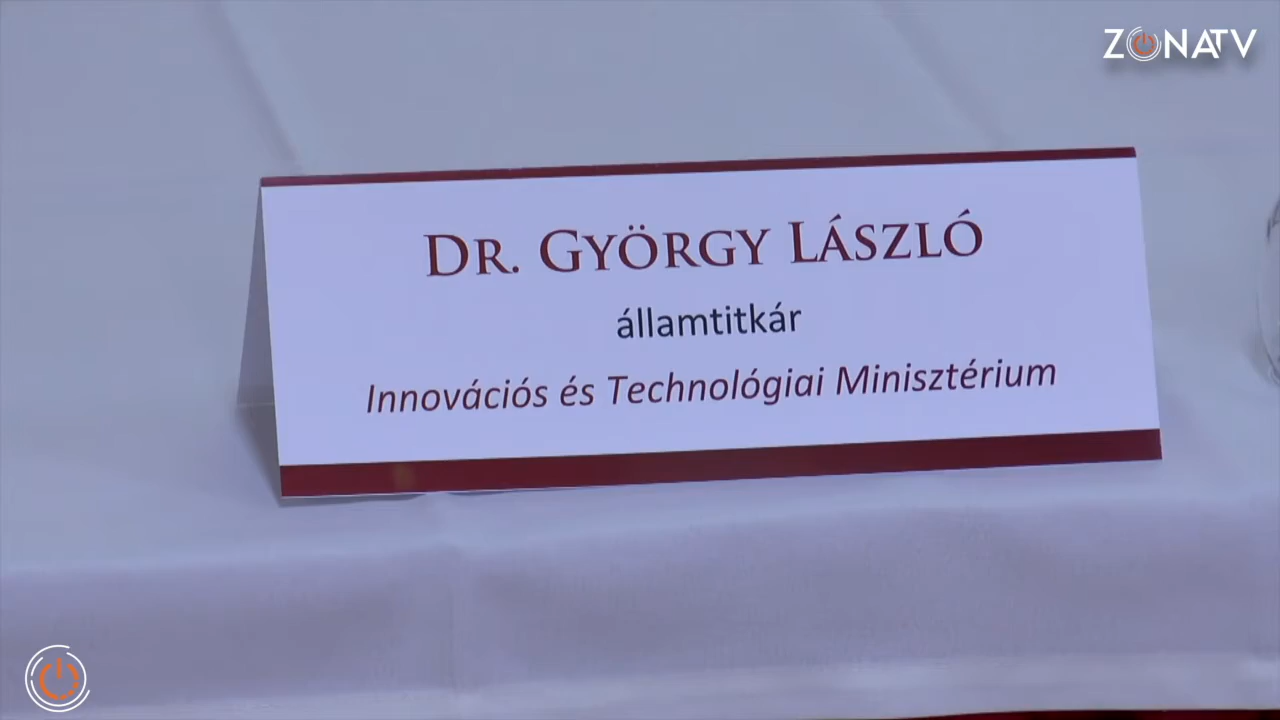 ZONATV
DR. GYÖRGY LÁSZLÓ
államtitkár
Innovációs és Technológiai Minisztérium